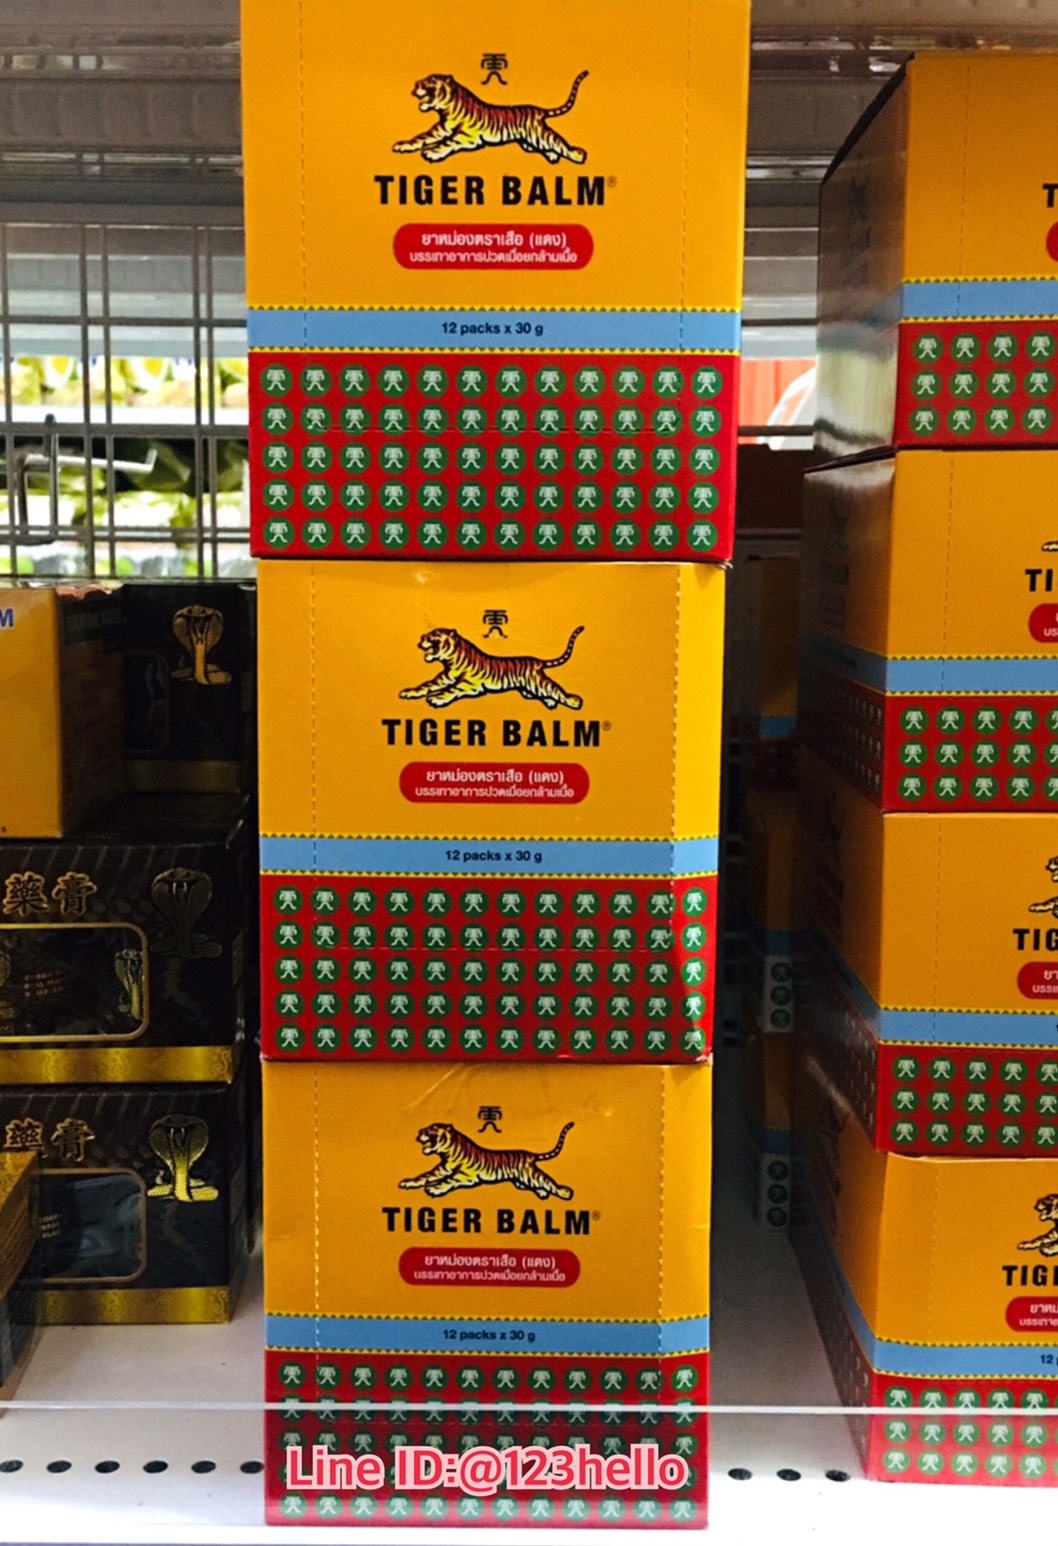 TIGER BALM®
ยาหม่องตราเสือ (แดง)
บรรเทาอาการปวดเมื่อยกล้ามเนื้อ
12 packs x 30 g
TIGER BALM®
ยาหม่องตราเสือ (แดง)
บรรเทาอาการปวดเมื่อยกล้ามเนื้อ
12 packs x 30 g
TIGER BALM®
ยาหม่องตราเสือ (แดง)
บรรเทาอาการปวดเมื่อยกล้ามเนื้อ
12 packs x 30 g
藥膏
藥膏
TI
TIG
TIG
12
Line ID:@123hello